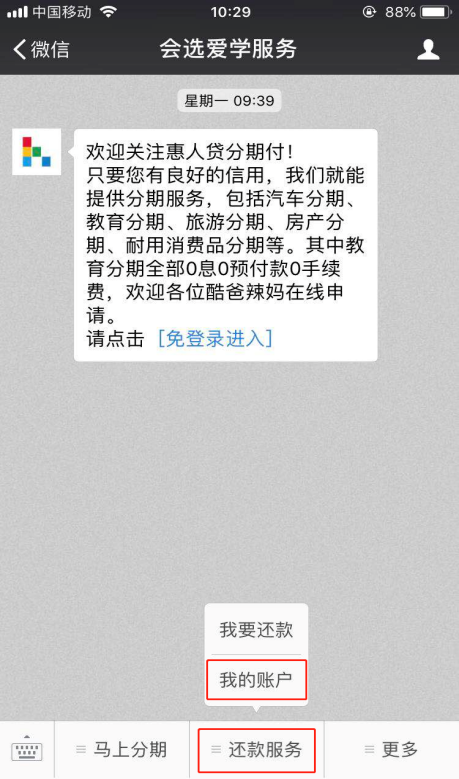 中国移动 10:29 88%
微信 会选爱学服务
星期一 09:39
欢迎关注惠人贷分期付！
只要您有良好的信用，我们就能
提供分期服务，包括汽车分期、
教育分期、旅游分期、房产分
期、耐用消费品分期等。其中教
育分期全部0息0预付款0手续
费，欢迎各位酷爸辣妈在线申
请。
请点击 [免登录进入]
我要还款
我的账户
马上分期 还款服务 更多